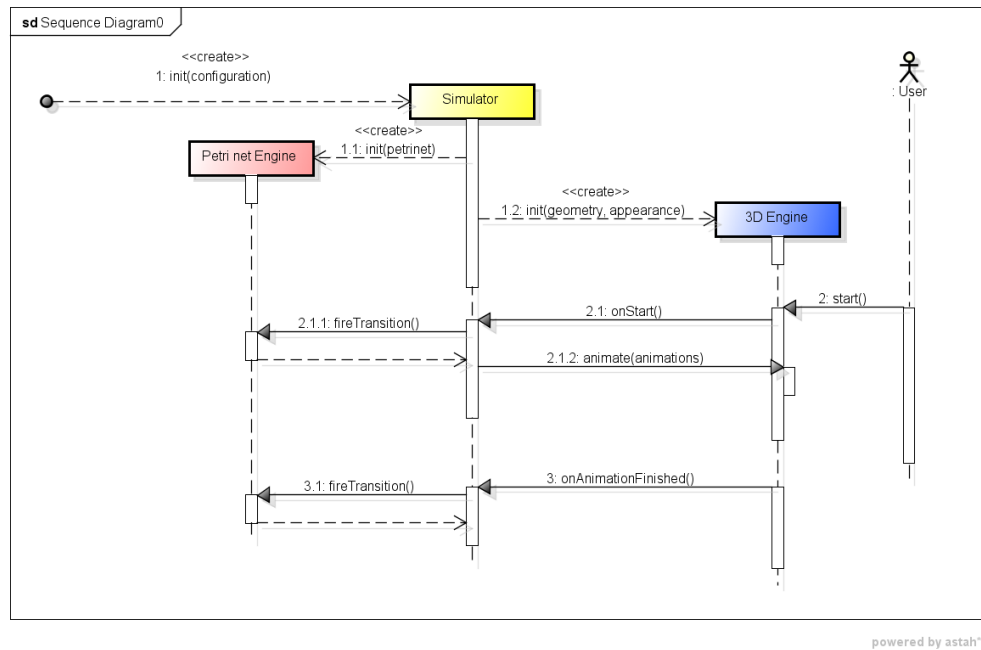 sd Sequence Diagram0
<<create>>
1: init(configuration)
Simulator
: User
<<create>>
1.1: init(petrinet)
Petri net Engine
<<create>>
1.2: init(geometry, appearance)
3D Engine
2: start()
2.1: onStart()
2.1.1: fireTransition()
2.1.2: animate(animations)
3: onAnimationFinished()
3.1: fireTransition()
powered by astah*